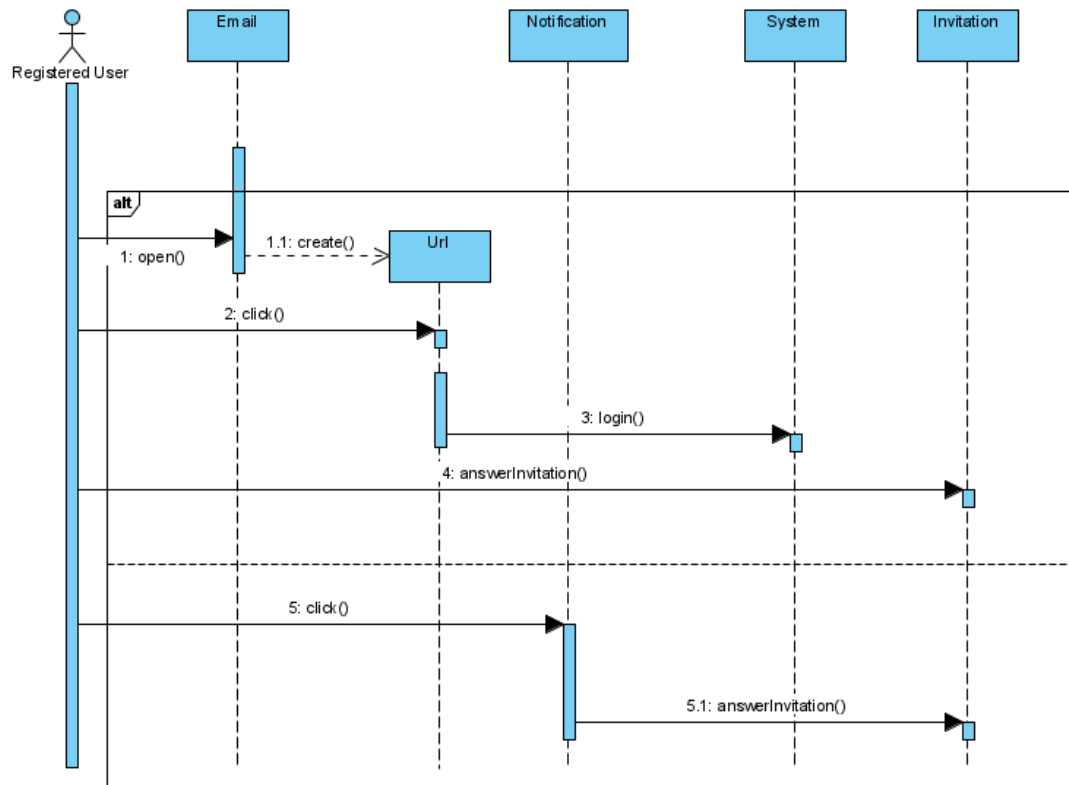 Email
Notification
System
Invitation
Registered User
alt
1: open()
1.1: create()
Url
2: click()
3: login()
4: answerInvitation()
5: click()
5.1: answerInvitation()